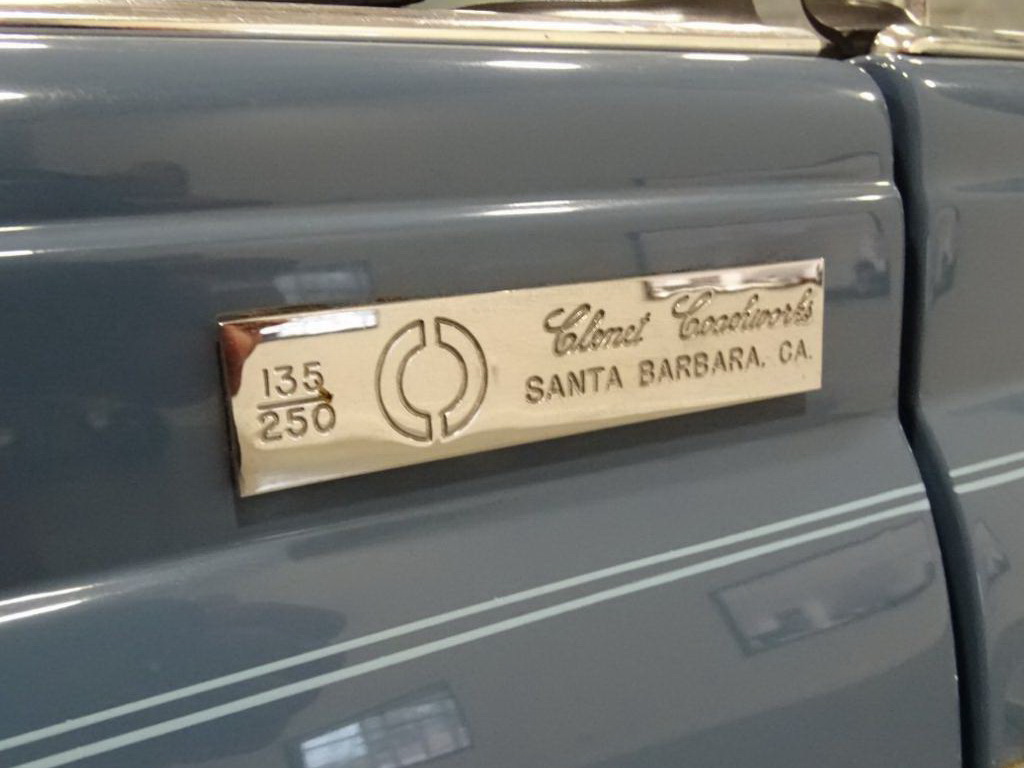 135
250
Clenet Coachworks
SANTA BARBARA, CA.